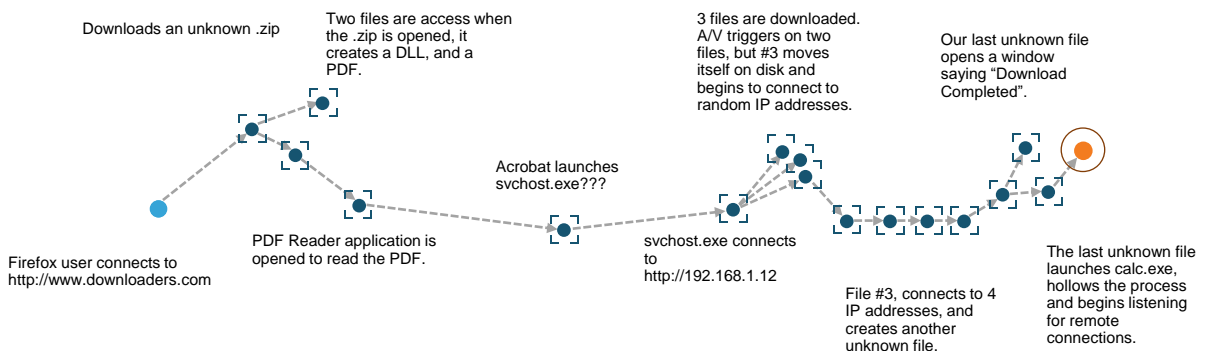 Downloads an unknown .zip
Two files are access when
the .zip is opened, it
creates a DLL, and a
PDF.
3 files are downloaded.
A/V triggers on two
files, but #3 moves
itself on disk and
begins to connect to
random IP addresses.
Our last unknown file
opens a window
saying “Download
Completed”.
Acrobat launches
svchost.exe???
Firefox user connects to
http://www.downloaders.com
PDF Reader application is
opened to read the PDF.
svchost.exe connects
to
http://192.168.1.12
File #3, connects to 4
IP addresses, and
creates another
unknown file.
The last unknown file
launches calc.exe,
hollows the process
and begins listening
for remote
connections.